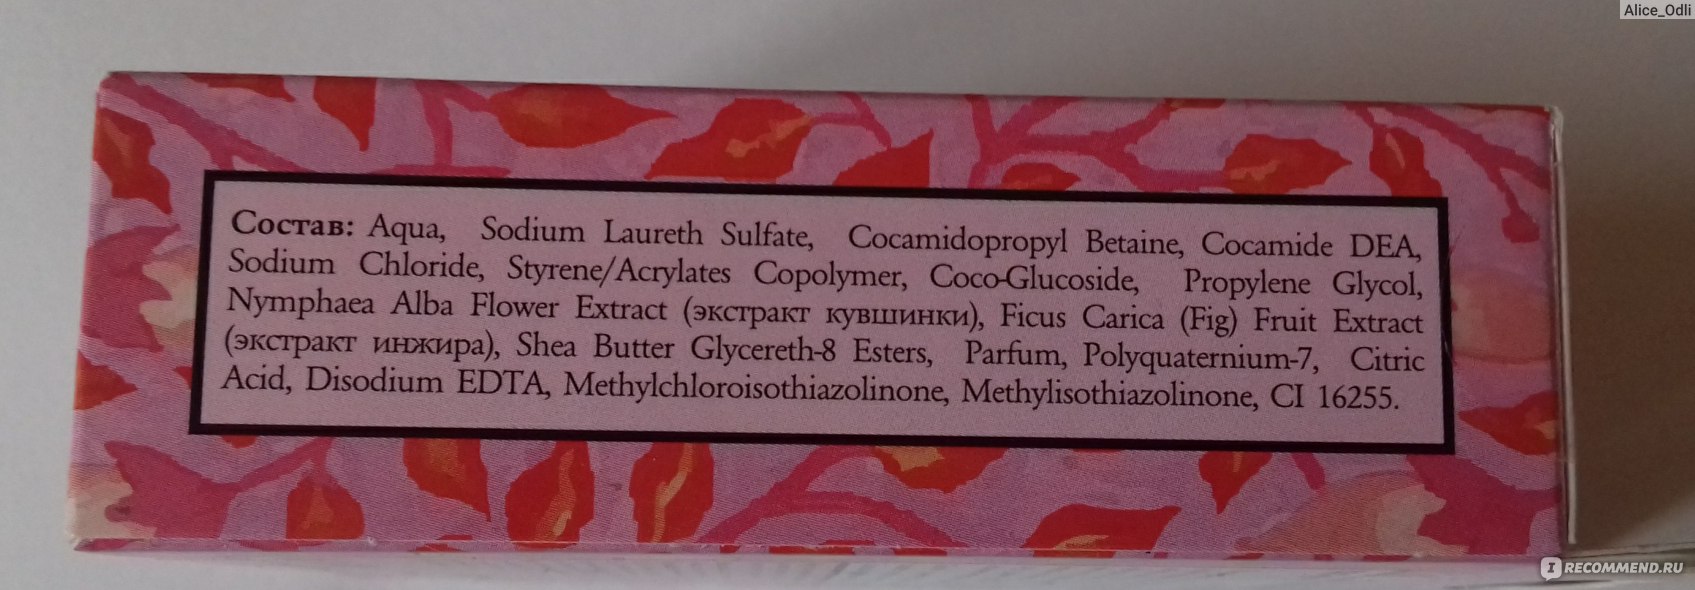 Alice_Odli
Состав: Aqua, Sodium Laureth Sulfate, Cocamidopropyl Betaine, Cocamide DEA,
Sodium Chloride, Styrene/Acrylates Copolymer, Coco-Glucoside, Propylene Glycol,
Nymphaea Alba Flower Extract (экстракт кувшинки), Ficus Carica (Fig) Fruit Extract
(экстракт инжира), Shea Butter Glycereth-8 Esters, Parfum, Polyquaternium-7, Citric
Acid, Disodium EDTA, Methylchloroisothiazolinone, Methylisothiazolinone, CI 16255.
I RECOMMEND.RU